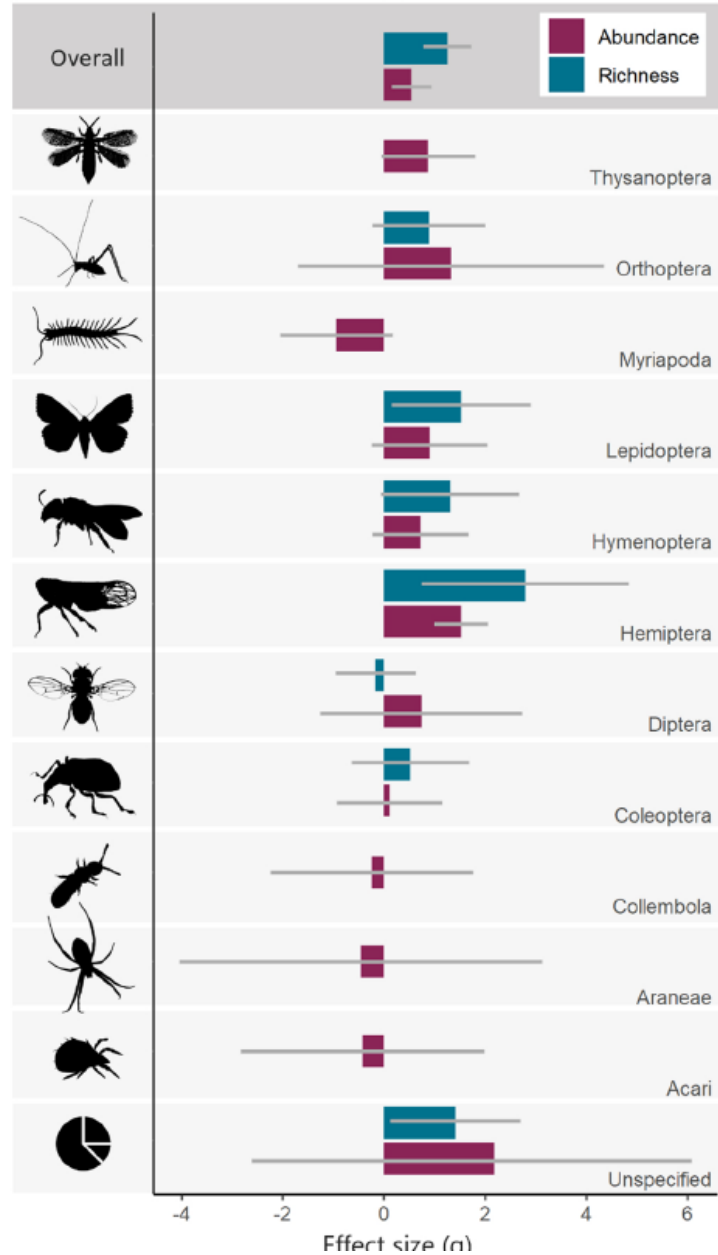 Overall
Abundance
Richness
Thysanoptera
Orthoptera
Myriapoda
Lepidoptera
Hymenoptera
Hemiptera
Diptera
Coleoptera
Collembola
Araneae
Acari
Unspecified
-4 -2 0 2 4 6
Effect size (g)